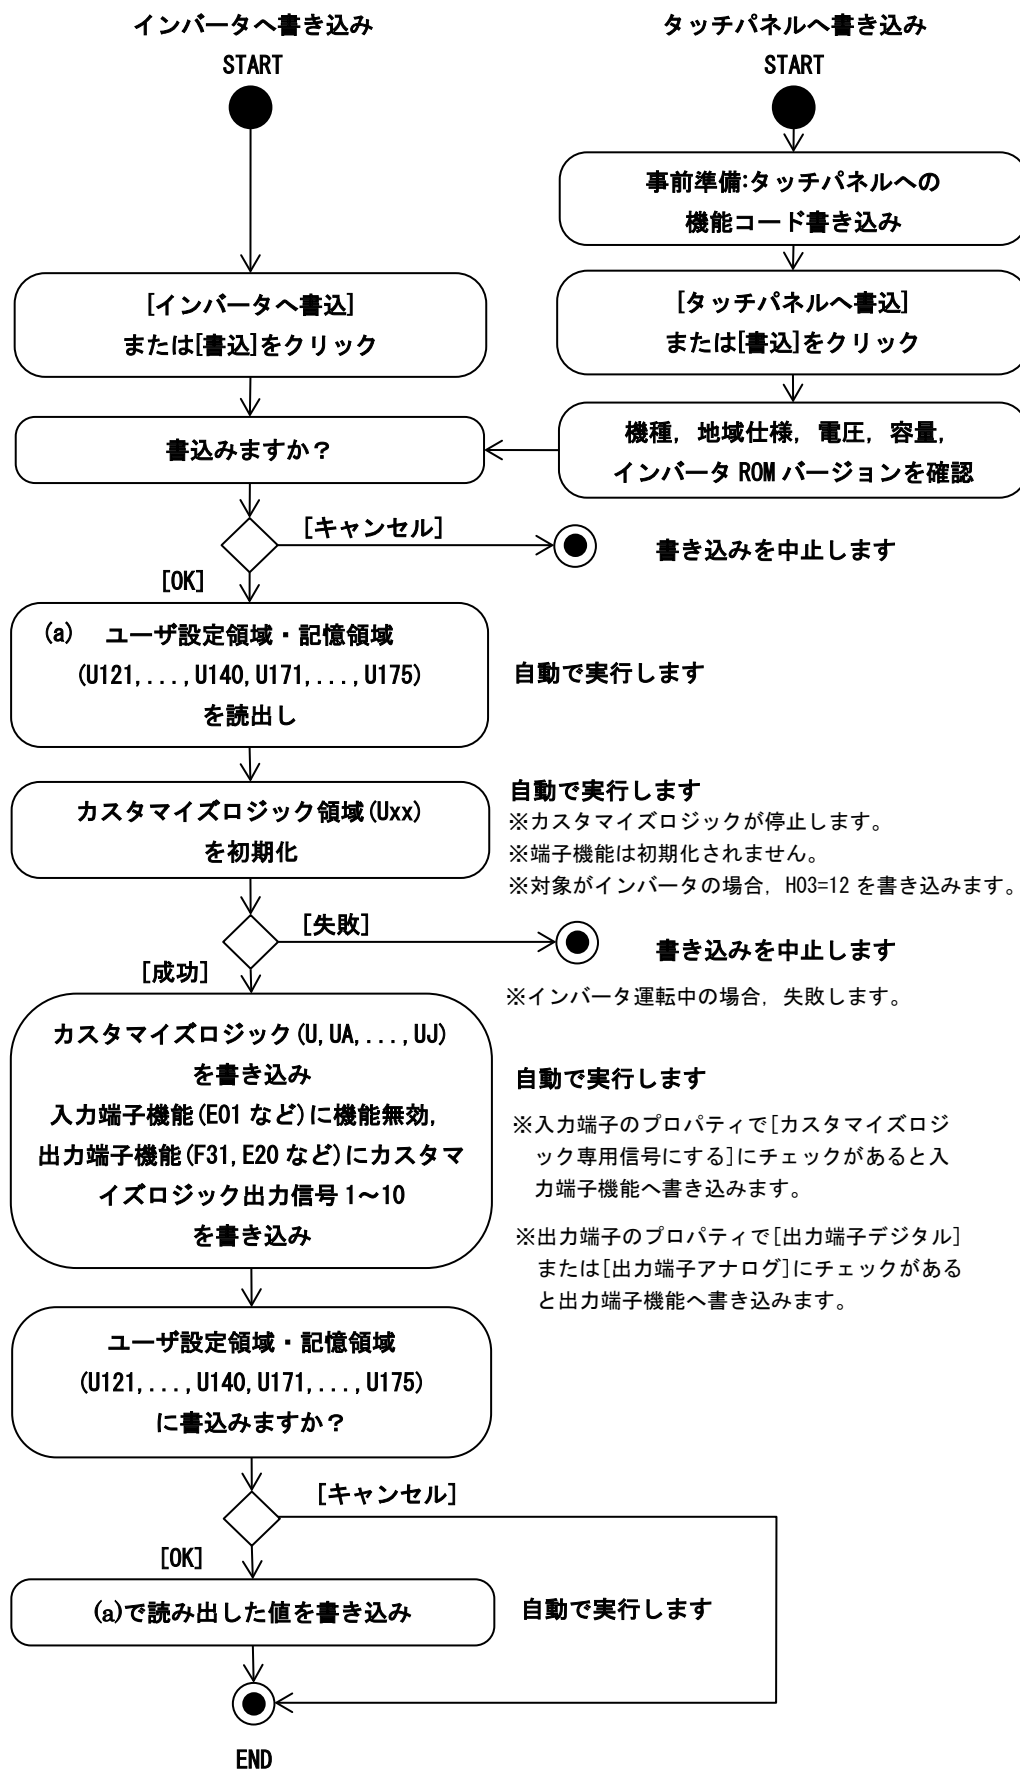 インバータへ書き込み
START
タッチパネルへ書き込み
START
事前準備:タッチパネルへの
機能コード書き込み
[インバータへ書込]
または[書込]をクリック
[タッチパネルへ書込]
または[書込]をクリック
書込みますか？
機種，地域仕様，電圧，容量，
インバータ ROM バージョンを確認
[キャンセル]
書き込みを中止します
[OK]
(a) ユーザ設定領域・記憶領域
(U121,...,U140,U171,...,U175)
を読出し
自動で実行します
カスタマイズロジック領域(Uxx)
を初期化
自動で実行します
※カスタマイズロジックが停止します。
※端子機能は初期化されません。
※対象がインバータの場合，H03=12 を書き込みます。
[失敗]
書き込みを中止します
[成功]
※インバータ運転中の場合，失敗します。
カスタマイズロジック(U,UA,...,UJ)
を書き込み
入力端子機能(E01 など)に機能無効，
出力端子機能(F31,E20 など)にカスタマ
イズロジック出力信号 1～10
を書き込み
自動で実行します
※入力端子のプロパティで[カスタマイズロジ
ック専用信号にする]にチェックがあると入
力端子機能へ書き込みます。
※出力端子のプロパティで[出力端子デジタル]
または[出力端子アナログ]にチェックがある
と出力端子機能へ書き込みます。
ユーザ設定領域・記憶領域
(U121,...,U140,U171,...,U175)
に書込みますか？
[キャンセル]
[OK]
(a)で読み出した値を書き込み
自動で実行します
END